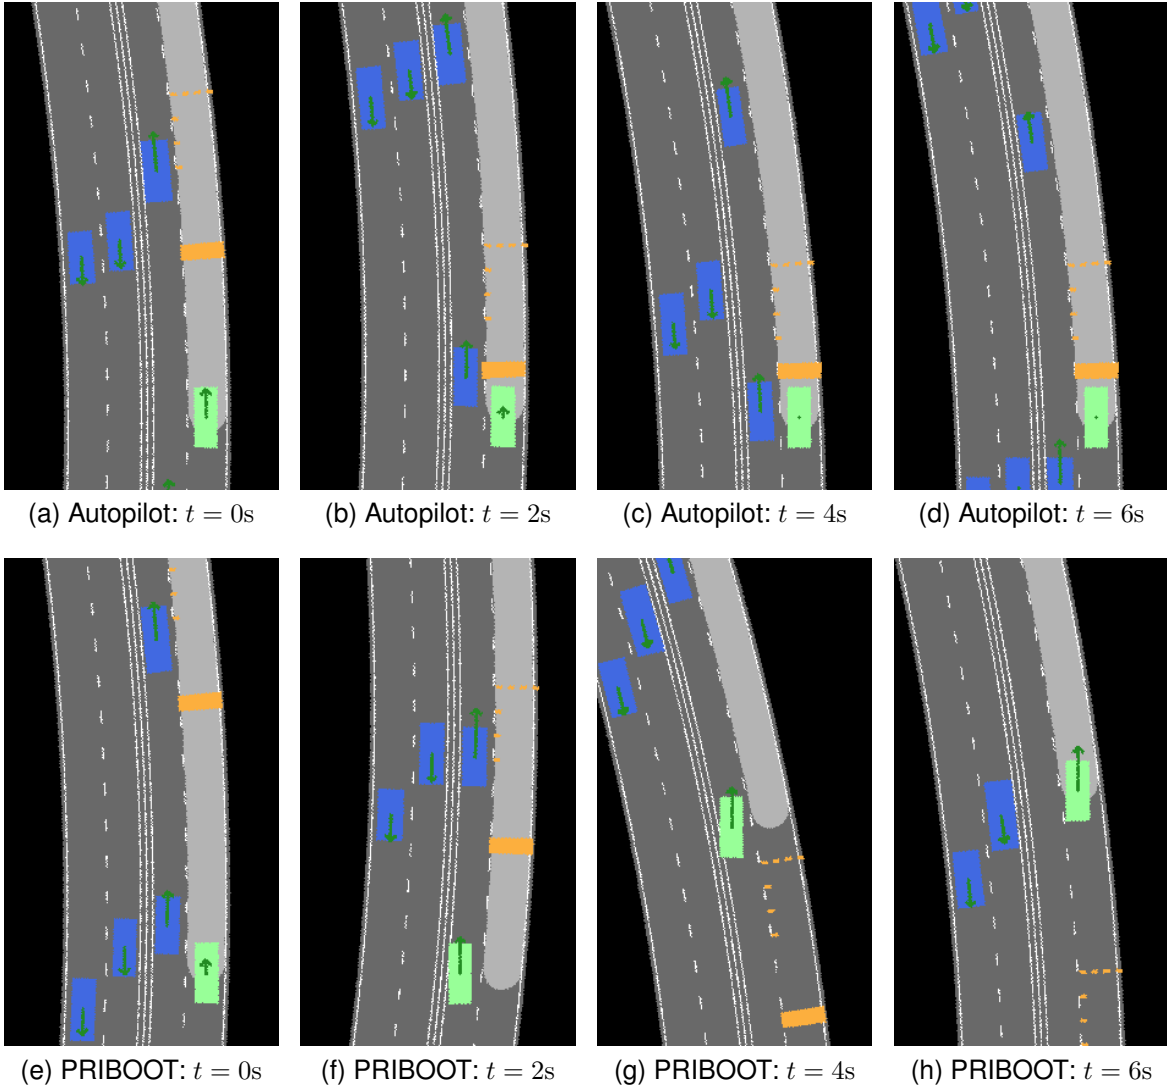 (a) Autopilot: t = 0s
(b) Autopilot: t = 2s
(c) Autopilot: t = 4s
(d) Autopilot: t = 6s
(e) PRIBOOT: t = 0s
(f) PRIBOOT: t = 2s
(g) PRIBOOT: t = 4s
(h) PRIBOOT: t = 6s